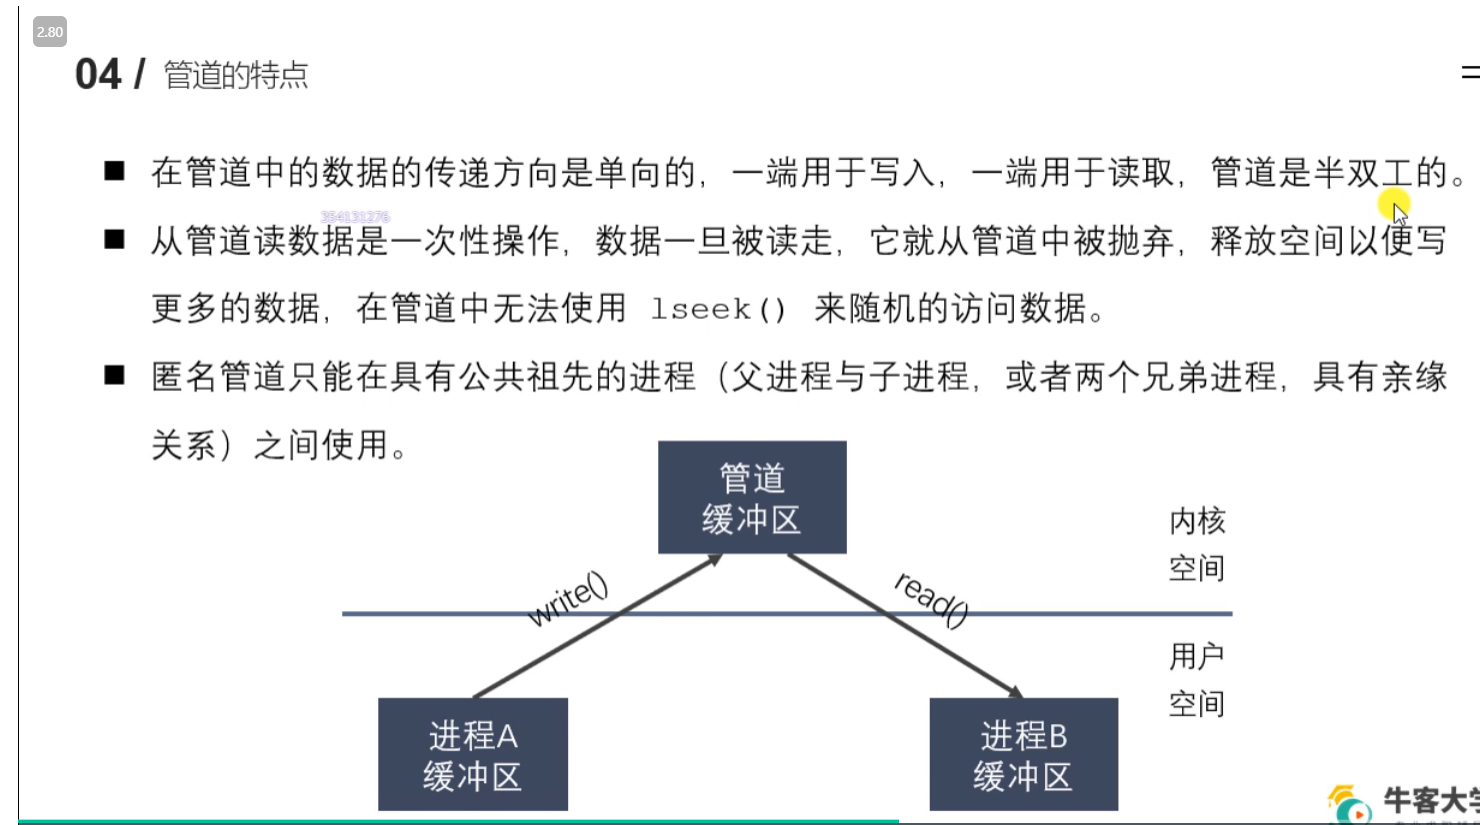 2.80
04 / 管道的特点
在管道中的数据的传递方向是单向的，一端用于写入，一端用于读取，管道是半双工的。
354131276
从管道读数据是一次性操作，数据一旦被读走，它就从管道中被抛弃，释放空间以便写
更多的数据，在管道中无法使用 lseek() 来随机的访问数据。
匿名管道只能在具有公共祖先的进程（父进程与子进程，或者两个兄弟进程，具有亲缘
关系）之间使用。
管道
缓冲区
内核
空间
write()
read()
用户
空间
进程A
缓冲区
进程B
缓冲区
牛客大学